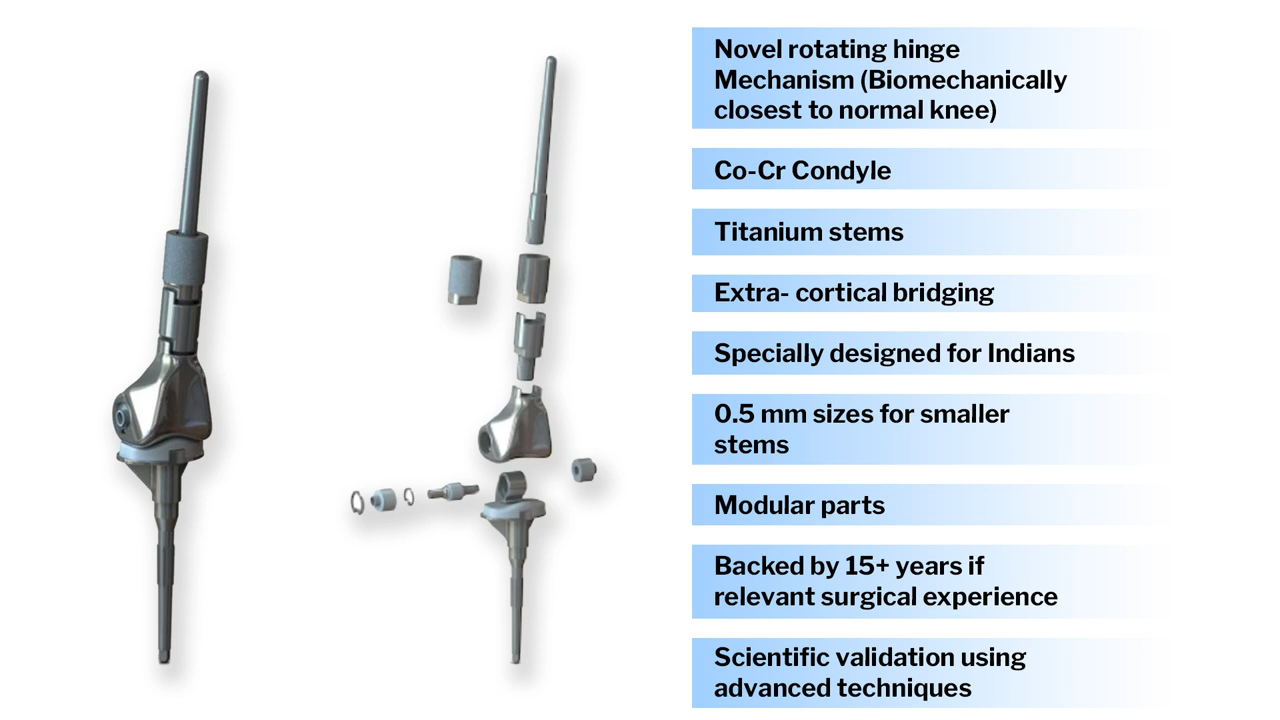 Novel rotating hinge
Mechanism (Biomechanically
closest to normal knee)
Co-Cr Condyle
Titanium stems
Extra- cortical bridging
Specially designed for Indians
0.5 mm sizes for smaller
stems
Modular parts
Backed by 15+ years if
relevant surgical experience
Scientific validation using
advanced techniques